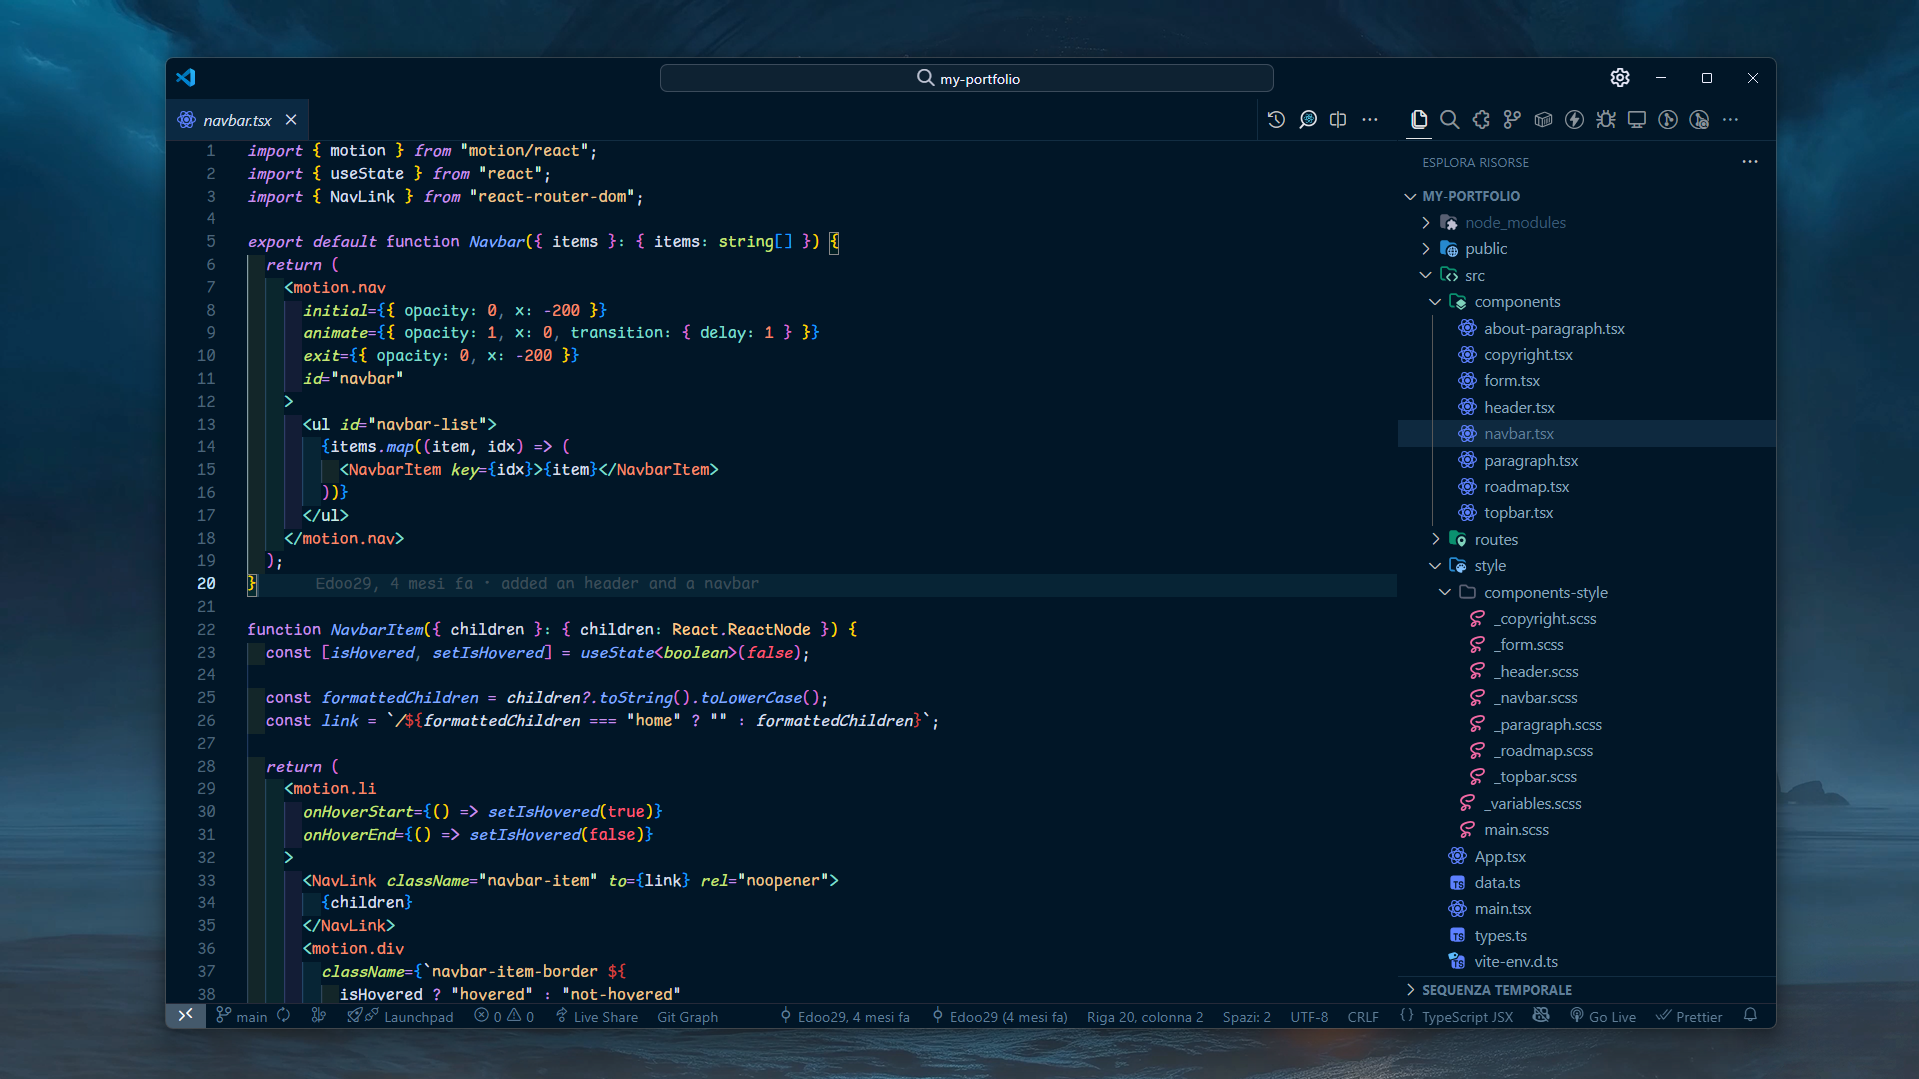 my-portfolio
navbar.tsx
1 import { motion } from "motion/react";
2 import { useState } from "react";
3 import { NavLink } from "react-router-dom";
4
5 export default function Navbar({ items }: { items: string[] }) {
6 return (
7 <motion.nav
8 initial={{ opacity: 0, x: -200 }}
9 animate={{ opacity: 1, x: 0, transition: { delay: 1 } }}
10 exit={{ opacity: 0, x: -200 }}
11 id="navbar"
12 >
13 <ul id="navbar-list">
14 {items.map((item, idx) => (
15 <NavbarItem key={idx}>{item}</NavbarItem>
16 ))}
17 </ul>
18 </motion.nav>
19 );
20 } Edoo29, 4 mesi fa · added an header and a navbar
21
22 function NavbarItem({ children }: { children: React.ReactNode }) {
23 const [isHovered, setIsHovered] = useState<boolean>(false);
24
25 const formattedChildren = children?.toString().toLowerCase();
26 const link = `/${formattedChildren === "home" ? "" : formattedChildren}`;
27
28 return (
29 <motion.li
30 onHoverStart={() => setIsHovered(true)}
31 onHoverEnd={() => setIsHovered(false)}
32 >
33 <NavLink className="navbar-item" to={link} rel="noopener">
34 {children}
35 </NavLink>
36 <motion.div
37 className={`navbar-item-border ${
38 isHovered ? "hovered" : "not-hovered"
ESPLORA RISORSE
MY-PORTFOLIO
node_modules
public
src
components
about-paragraph.tsx
copyright.tsx
form.tsx
header.tsx
navbar.tsx
paragraph.tsx
roadmap.tsx
topbar.tsx
routes
style
components-style
_copyright.scss
_form.scss
_header.scss
_navbar.scss
_paragraph.scss
_roadmap.scss
_topbar.scss
_variables.scss
main.scss
App.tsx
TS data.ts
main.tsx
TS types.ts
TS vite-env.d.ts
SEQUENZA TEMPORALE
main Launchpad 0 0 Live Share Git Graph Edoo29, 4 mesi fa Edoo29 (4 mesi fa) Riga 20, colonna 2 Spazi: 2 UTF-8 CRLF {} TypeScript JSX Go Live Prettier